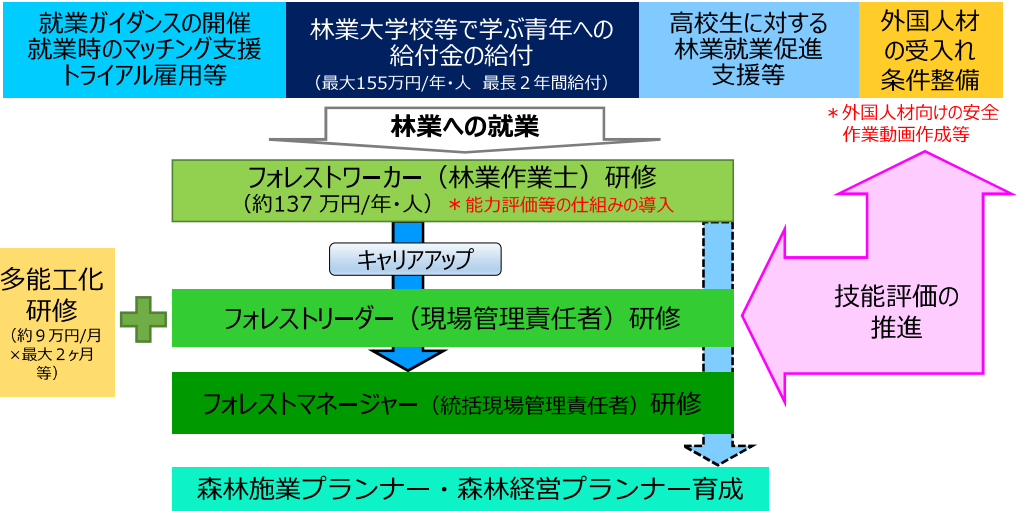 就業ガイダンスの開催
就業時のマッチング支援
トライアル雇用等
林業大学校等で学ぶ青年への
給付金の給付
（最大155万円/年・人　最長２年間給付）
高校生に対する
林業就業促進
支援等
外国人材
の受入れ
条件整備
＊外国人材向けの安全
作業動画作成等
林業への就業
フォレストワーカー（林業作業士）研修
（約137 万円/年・人）＊能力評価等の仕組みの導入
キャリアアップ
多能工化
研修
（約９万円/月
×最大２ヶ月
等）
フォレストリーダー（現場管理責任者）研修
技能評価の
推進
フォレストマネージャー（統括現場管理責任者）研修
森林施業プランナー・森林経営プランナー育成